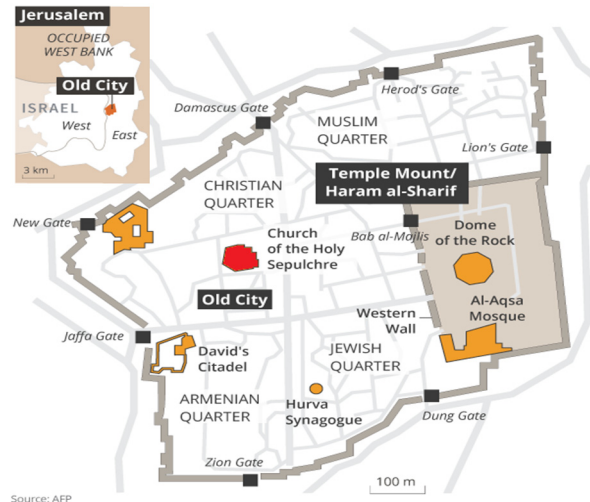 Jerusalem
OCCUPIED
WEST BANK
Old City
ISRAEL
West
East
3 km
Herod's Gate
Damascus Gate
MUSLIM
QUARTER
Lion's Gate
Temple Mount/
Haram al-Sharif
CHRISTIAN
QUARTER
New Gate
Bab al-Majlis
Dome
of the Rock
Church
of the Holy
Sepulchre
Old City
Al-Aqsa
Mosque
Western
Wall
Jaffa Gate
David's
Citadel
JEWISH
QUARTER
ARMENIAN
QUARTER
Hurva
Synagogue
Dung Gate
Zion Gate
100 m
Source: AFP